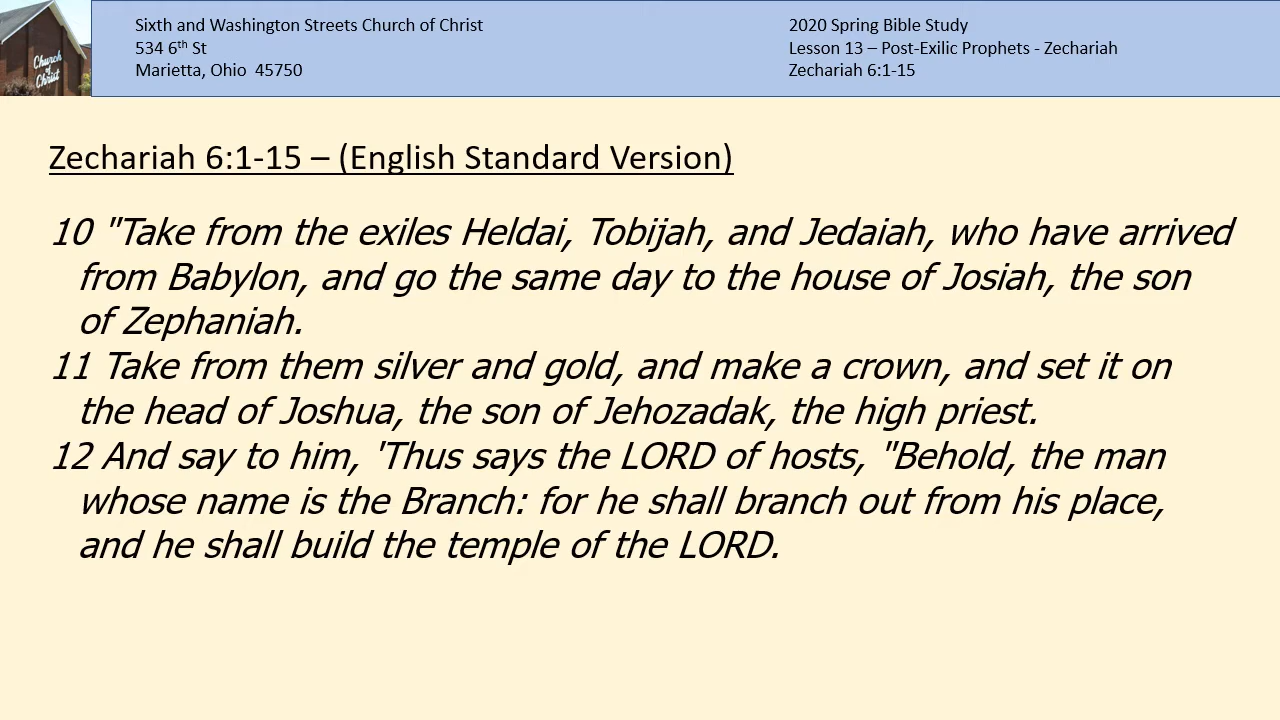 Church
of
Christ
Sixth and Washington Streets Church of Christ
534 6th St
Marietta, Ohio 45750
2020 Spring Bible Study
Lesson 13 – Post-Exilic Prophets - Zechariah
Zechariah 6:1-15
Zechariah 6:1-15 – (English Standard Version)
10 "Take from the exiles Heldai, Tobijah, and Jedaiah, who have arrived
from Babylon, and go the same day to the house of Josiah, the son
of Zephaniah.
11 Take from them silver and gold, and make a crown, and set it on
the head of Joshua, the son of Jehozadak, the high priest.
12 And say to him, 'Thus says the LORD of hosts, "Behold, the man
whose name is the Branch: for he shall branch out from his place,
and he shall build the temple of the LORD.